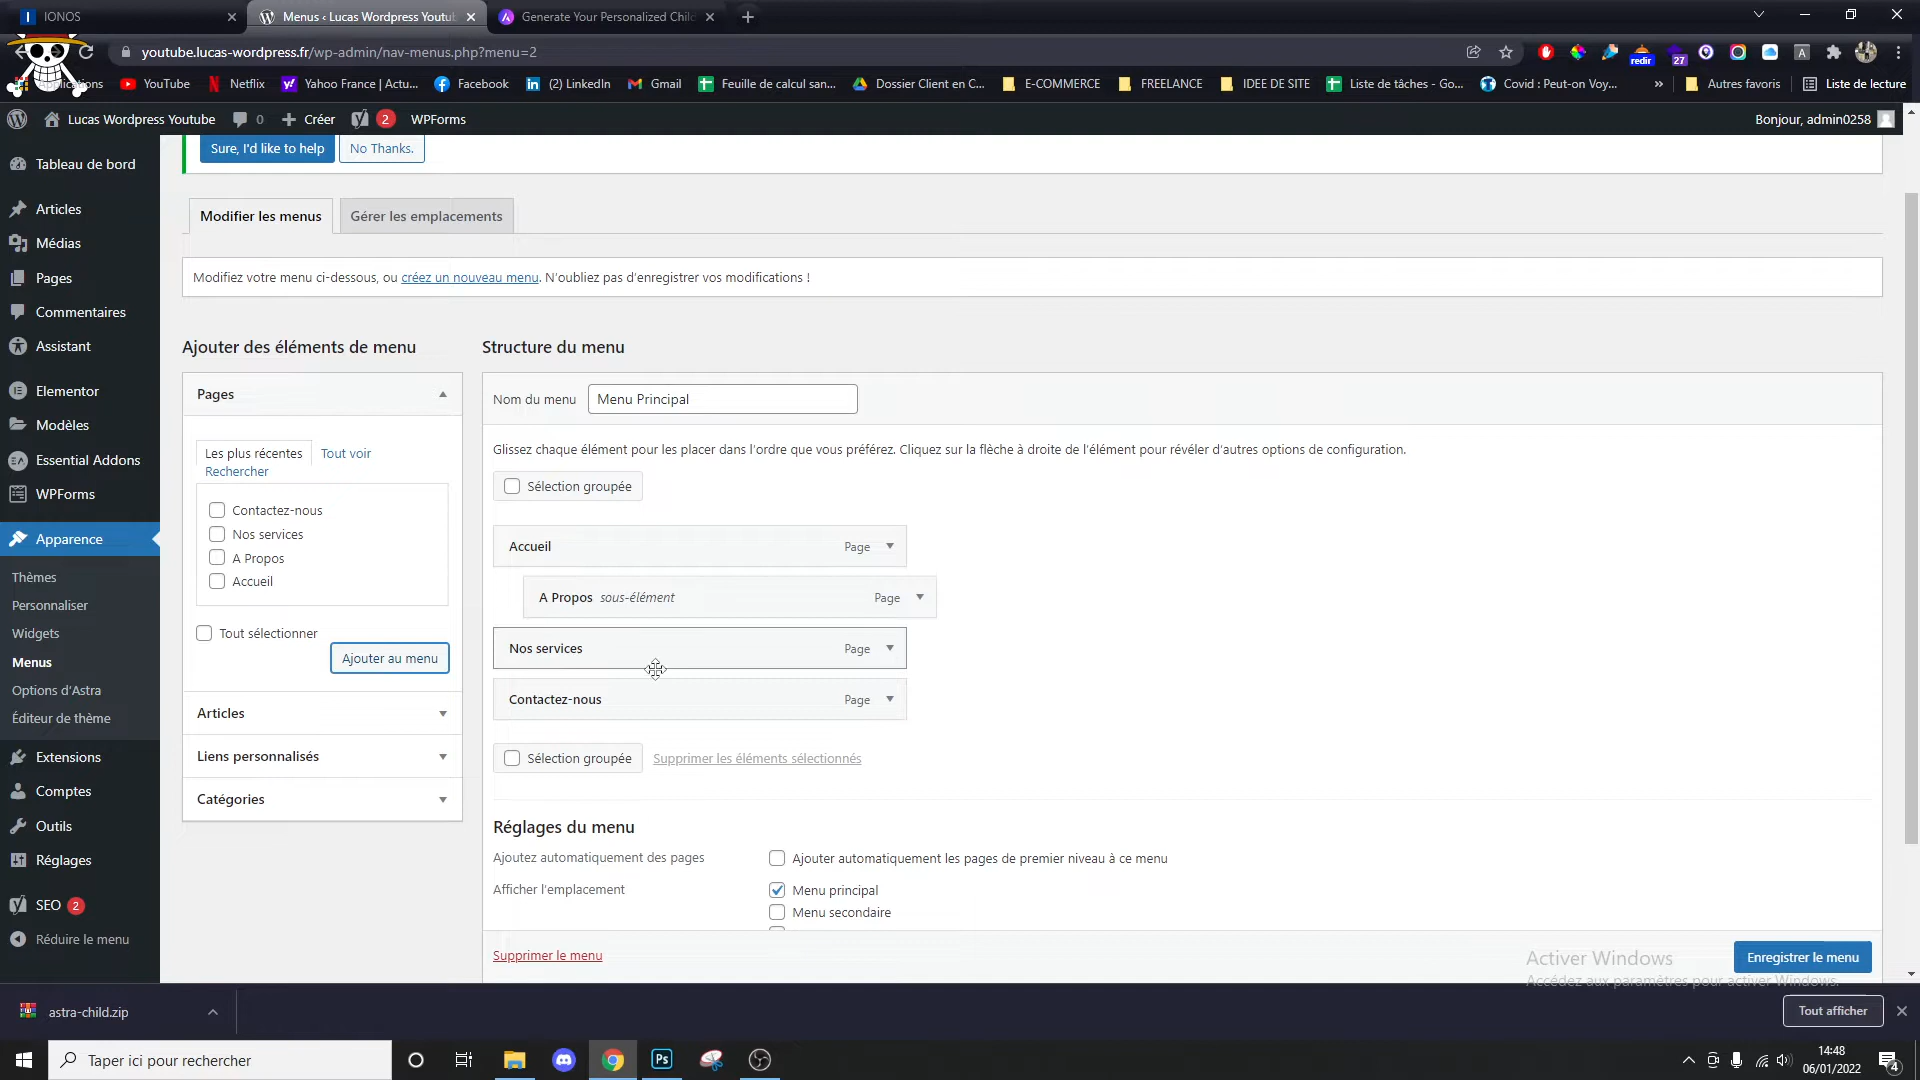 IONOS
Menus ‹ Lucas Wordpress Youtub
Generate Your Personalized Child
youtube.lucas-wordpress.fr/wp-admin/nav-menus.php?menu=2
redir
27
YouTube
Netflix
Yahoo France | Actu...
Facebook
(2) LinkedIn
Gmail
Feuille de calcul san...
Dossier Client en C...
E-COMMERCE
FREELANCE
IDEE DE SITE
Liste de tâches - Go...
Covid : Peut-on Voy...
»
Autres favoris
Liste de lecture
Lucas Wordpress Youtube
0
Créer
2
WPForms
Bonjour, admin0258
Sure, I'd like to help
No Thanks.
Tableau de bord
Articles
Médias
Pages
Commentaires
Assistant
Elementor
Modèles
Essential Addons
WPForms
Apparence
Thèmes
Personnaliser
Widgets
Menus
Options d'Astra
Éditeur de thème
Extensions
Comptes
Outils
Réglages
SEO 2
Réduire le menu
Modifier les menus
Gérer les emplacements
Modifiez votre menu ci-dessous, ou créez un nouveau menu. N'oubliez pas d'enregistrer vos modifications !
Ajouter des éléments de menu
Pages
Les plus récentes
Tout voir
Rechercher
Contactez-nous
Nos services
A Propos
Accueil
Tout sélectionner
Ajouter au menu
Articles
Liens personnalisés
Catégories
Structure du menu
Nom du menu
Menu Principal
Glissez chaque élément pour les placer dans l'ordre que vous préférez. Cliquez sur la flèche à droite de l'élément pour révéler d'autres options de configuration.
Sélection groupée
Accueil Page
A Propos sous-élément Page
Nos services Page
Contactez-nous Page
Sélection groupée
Supprimer les éléments sélectionnés
Réglages du menu
Ajoutez automatiquement des pages
Ajouter automatiquement les pages de premier niveau à ce menu
Afficher l'emplacement
Menu principal
Menu secondaire
Supprimer le menu
Enregistrer le menu
Activer Windows
Accédez aux paramètres pour activer Windows.
astra-child.zip
Tout afficher
Taper ici pour rechercher
Ps
14:48
06/01/2022
4